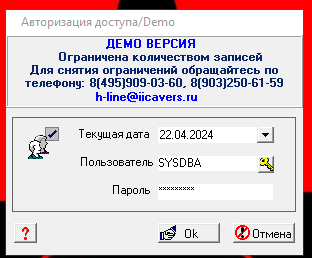 Авторизация доступа/Demo
ДЕМО ВЕРСИЯ
Ограничена количеством записей
Для снятия ограничений обращайтесь по
телефону: 8(495)909-03-60, 8(903)250-61-59
h-line@iicavers.ru
Текущая дата 22.04.2024
Пользователь SYSDBA
Пароль *********
? Ok Отмена